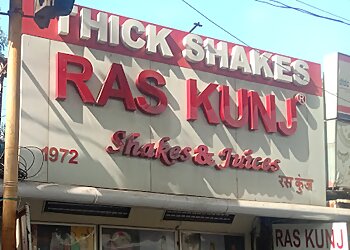 THICK SHAKES
RAS KUNJ®
Shakes & Juices
1972
रस कुंज
RAS KUNJ